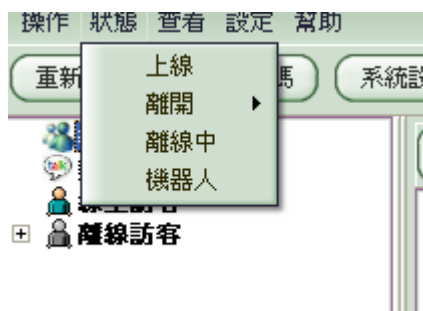 操作 狀態 查看 設定 幫助
重新 碼 系統設
上線
離開
離線中
機器人
離線訪客